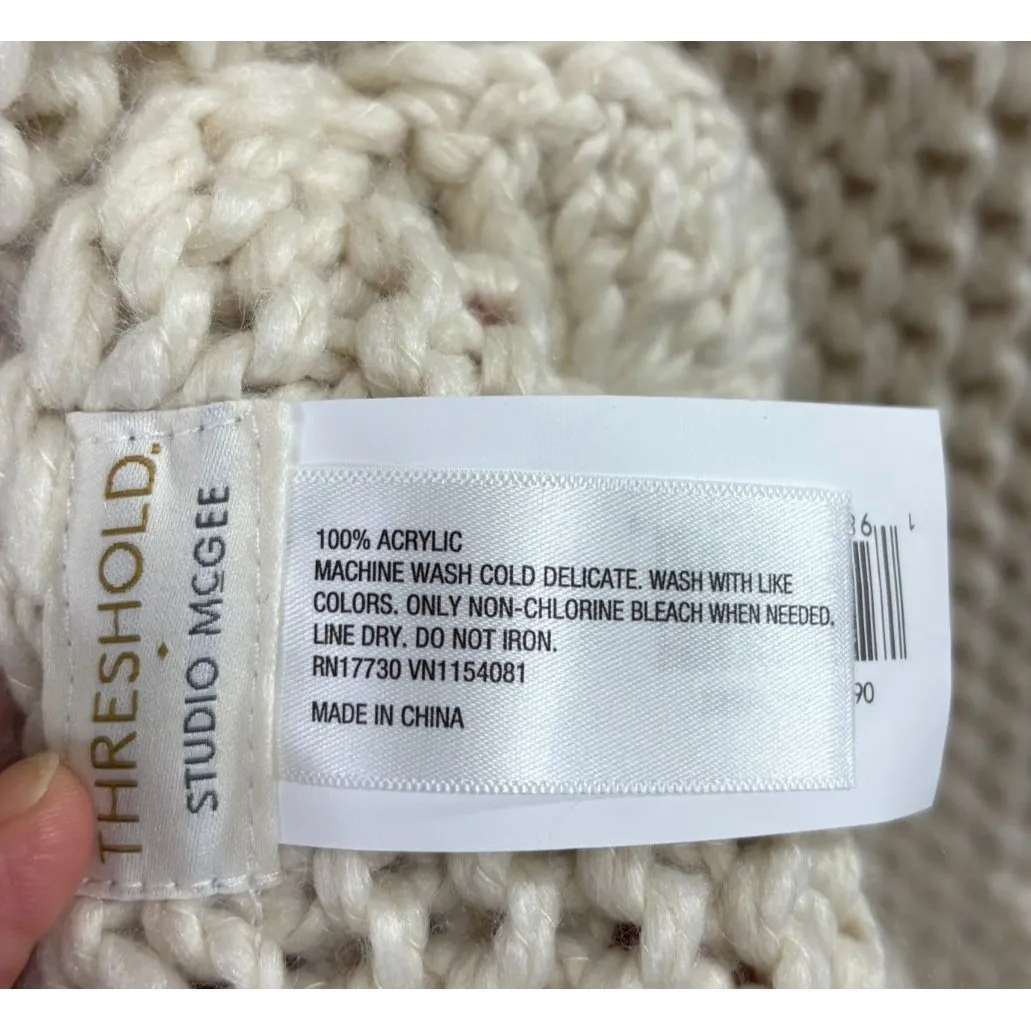 THRESHOLD.
STUDIO McGEE
100% ACRYLIC
MACHINE WASH COLD DELICATE. WASH WITH LIKE
COLORS. ONLY NON-CHLORINE BLEACH WHEN NEEDED.
LINE DRY. DO NOT IRON.
RN17730 VN1154081
MADE IN CHINA
90